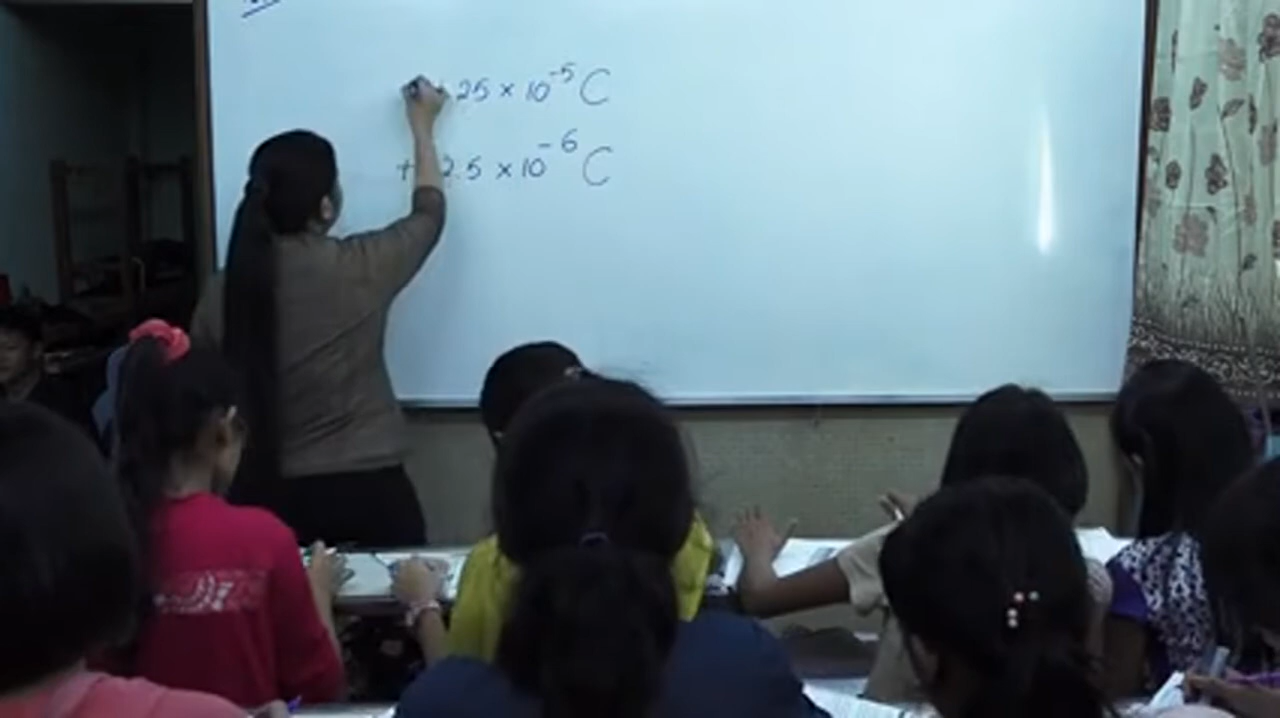 + 25 × 10⁻⁵ C
+ 2.5 × 10⁻⁶ C